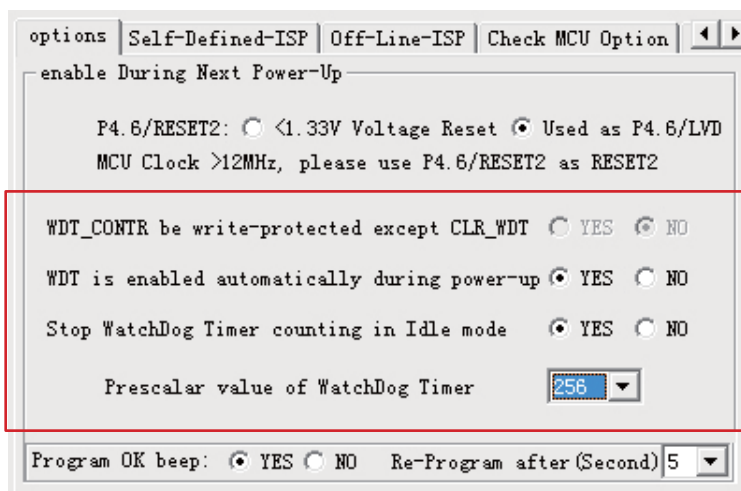 options Self-Defined-ISP Off-Line-ISP Check MCU Option
enable During Next Power-Up
P4.6/RESET2: <1.33V Voltage Reset Used as P4.6/LVD
MCU Clock >12MHz, please use P4.6/RESET2 as RESET2
WDT_CONTR be write-protected except CLR_WDT YES NO
WDT is enabled automatically during power-up YES NO
Stop WatchDog Timer counting in Idle mode YES NO
Prescalar value of WatchDog Timer 256
Program OK beep: YES NO Re-Program after(Second) 5